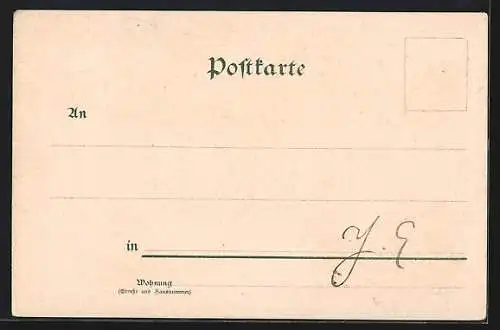 Postkarte
An
in
Y. E
Wohnung
(Straße und Hausnummer)